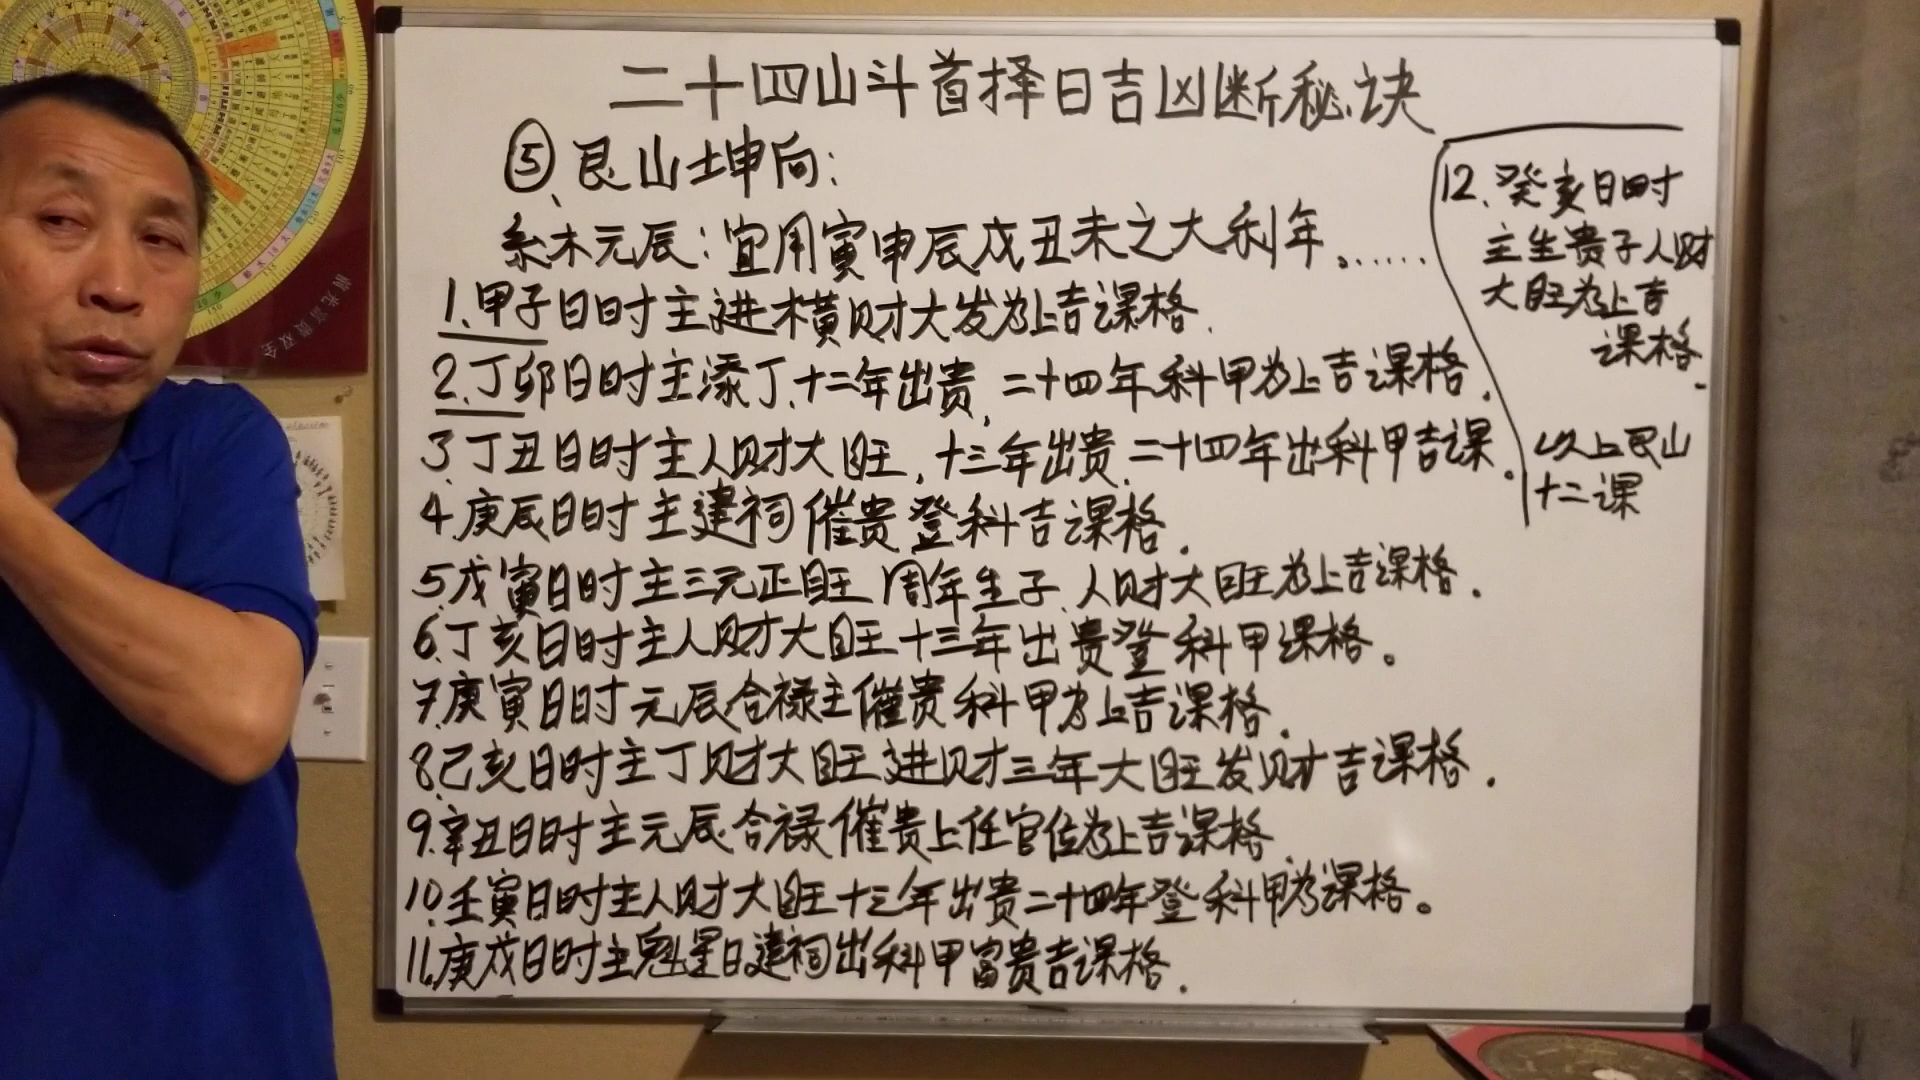 二十四山斗首择日吉凶断秘诀
⑤、艮山坤向:
系木元辰:宜用寅申辰戌丑未之大利年。……
1.甲子日时主进横财大发为上吉课格.
2.丁卯日时主添丁、十二年出贵,二十四年科甲为上吉课格.
3.丁丑日时主人财大旺,十三年出贵.二十四年出科甲吉课.
4.庚辰日时主建祠催贵登科吉课格.
5.戊寅日时主三元正旺周年生子、人财大旺为上吉课格.
6.丁亥日时主人财大旺十三年出贵登科甲课格。
7.庚寅日时元辰合禄主催贵科甲为上吉课格.
8.己亥日时主丁财大旺进财三年大旺发财吉课格.
9.辛丑日时主元辰合禄催贵上任官位为上吉课格
10.壬寅日时主人财大旺十三年出贵二十四年登科甲为课格。
11.庚戌日时主魁星日建祠出科甲富贵吉课格.
12.癸亥日时
主生贵子人财
大旺为上吉
课格.
以上艮山
十二课